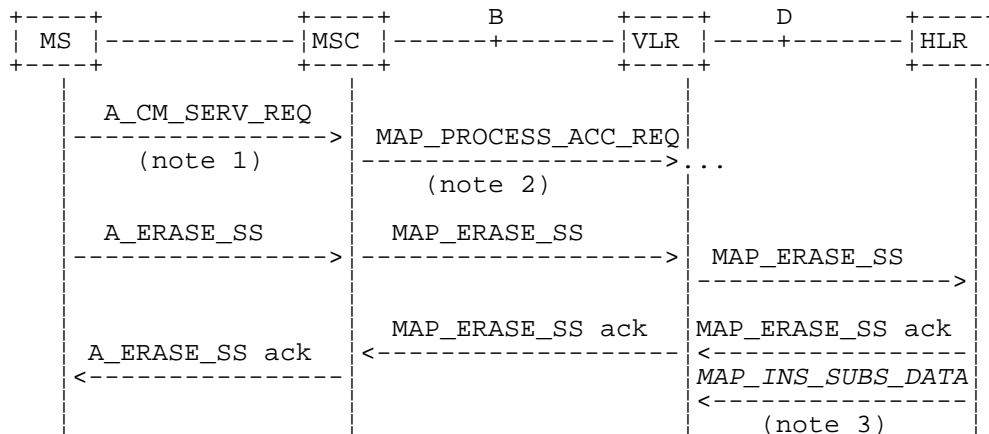 B D
MS MSC VLR HLR
A_CM_SERV_REQ
MAP_PROCESS_ACC_REQ
(note 1) ...
(note 2)
A_ERASE_SS MAP_ERASE_SS
MAP_ERASE_SS
MAP_ERASE_SS ack MAP_ERASE_SS ack
A_ERASE_SS ack
MAP_INS_SUBS_DATA
(note 3)